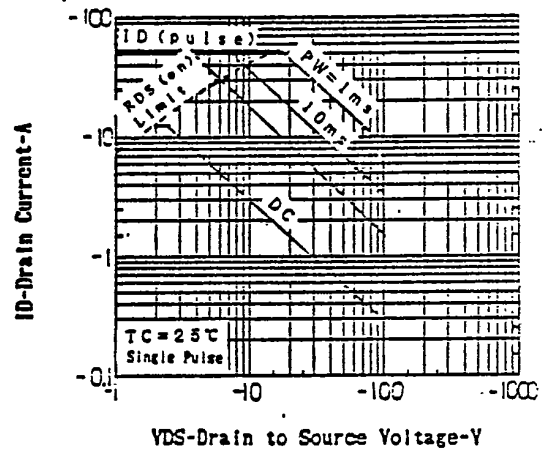 -100
ID(pulse)
RDS(on)
Limit
PW=1ms
10ms
-10
DC
-1
TC=25℃
Single Pulse
-0.1
-1
-10
-100
-1000
ID-Drain Current-A
VDS-Drain to Source Voltage-V